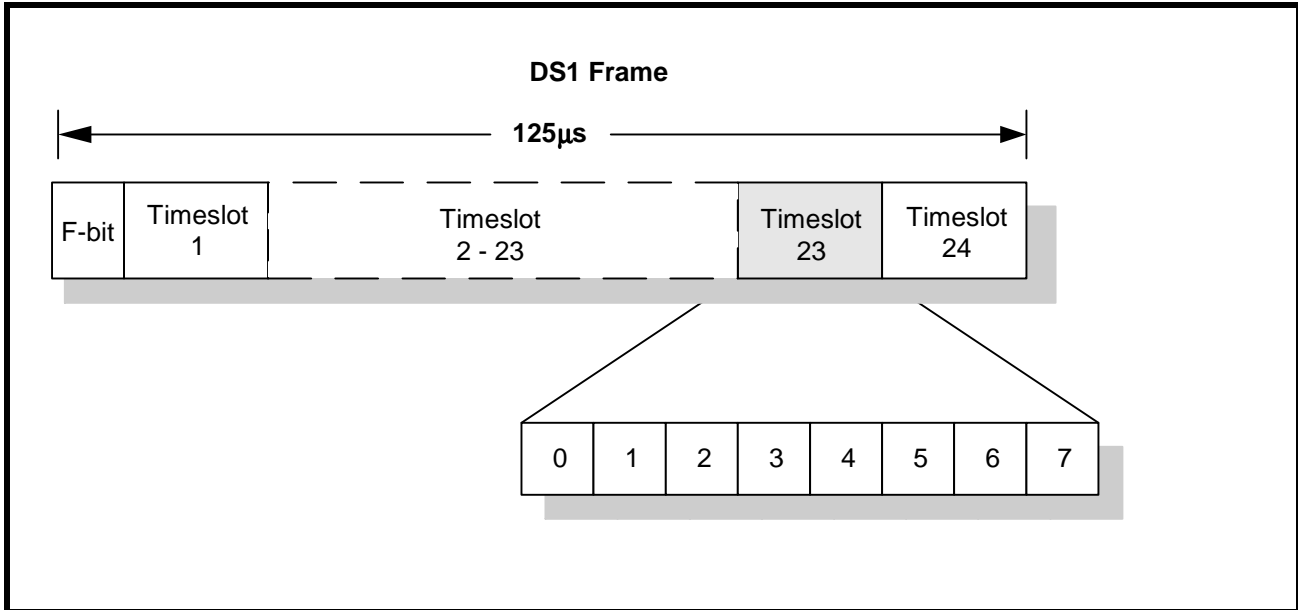 DS1 Frame
125µs
F-bit
Timeslot
1
Timeslot
2 - 23
Timeslot
23
Timeslot
24
0 1 2 3 4 5 6 7